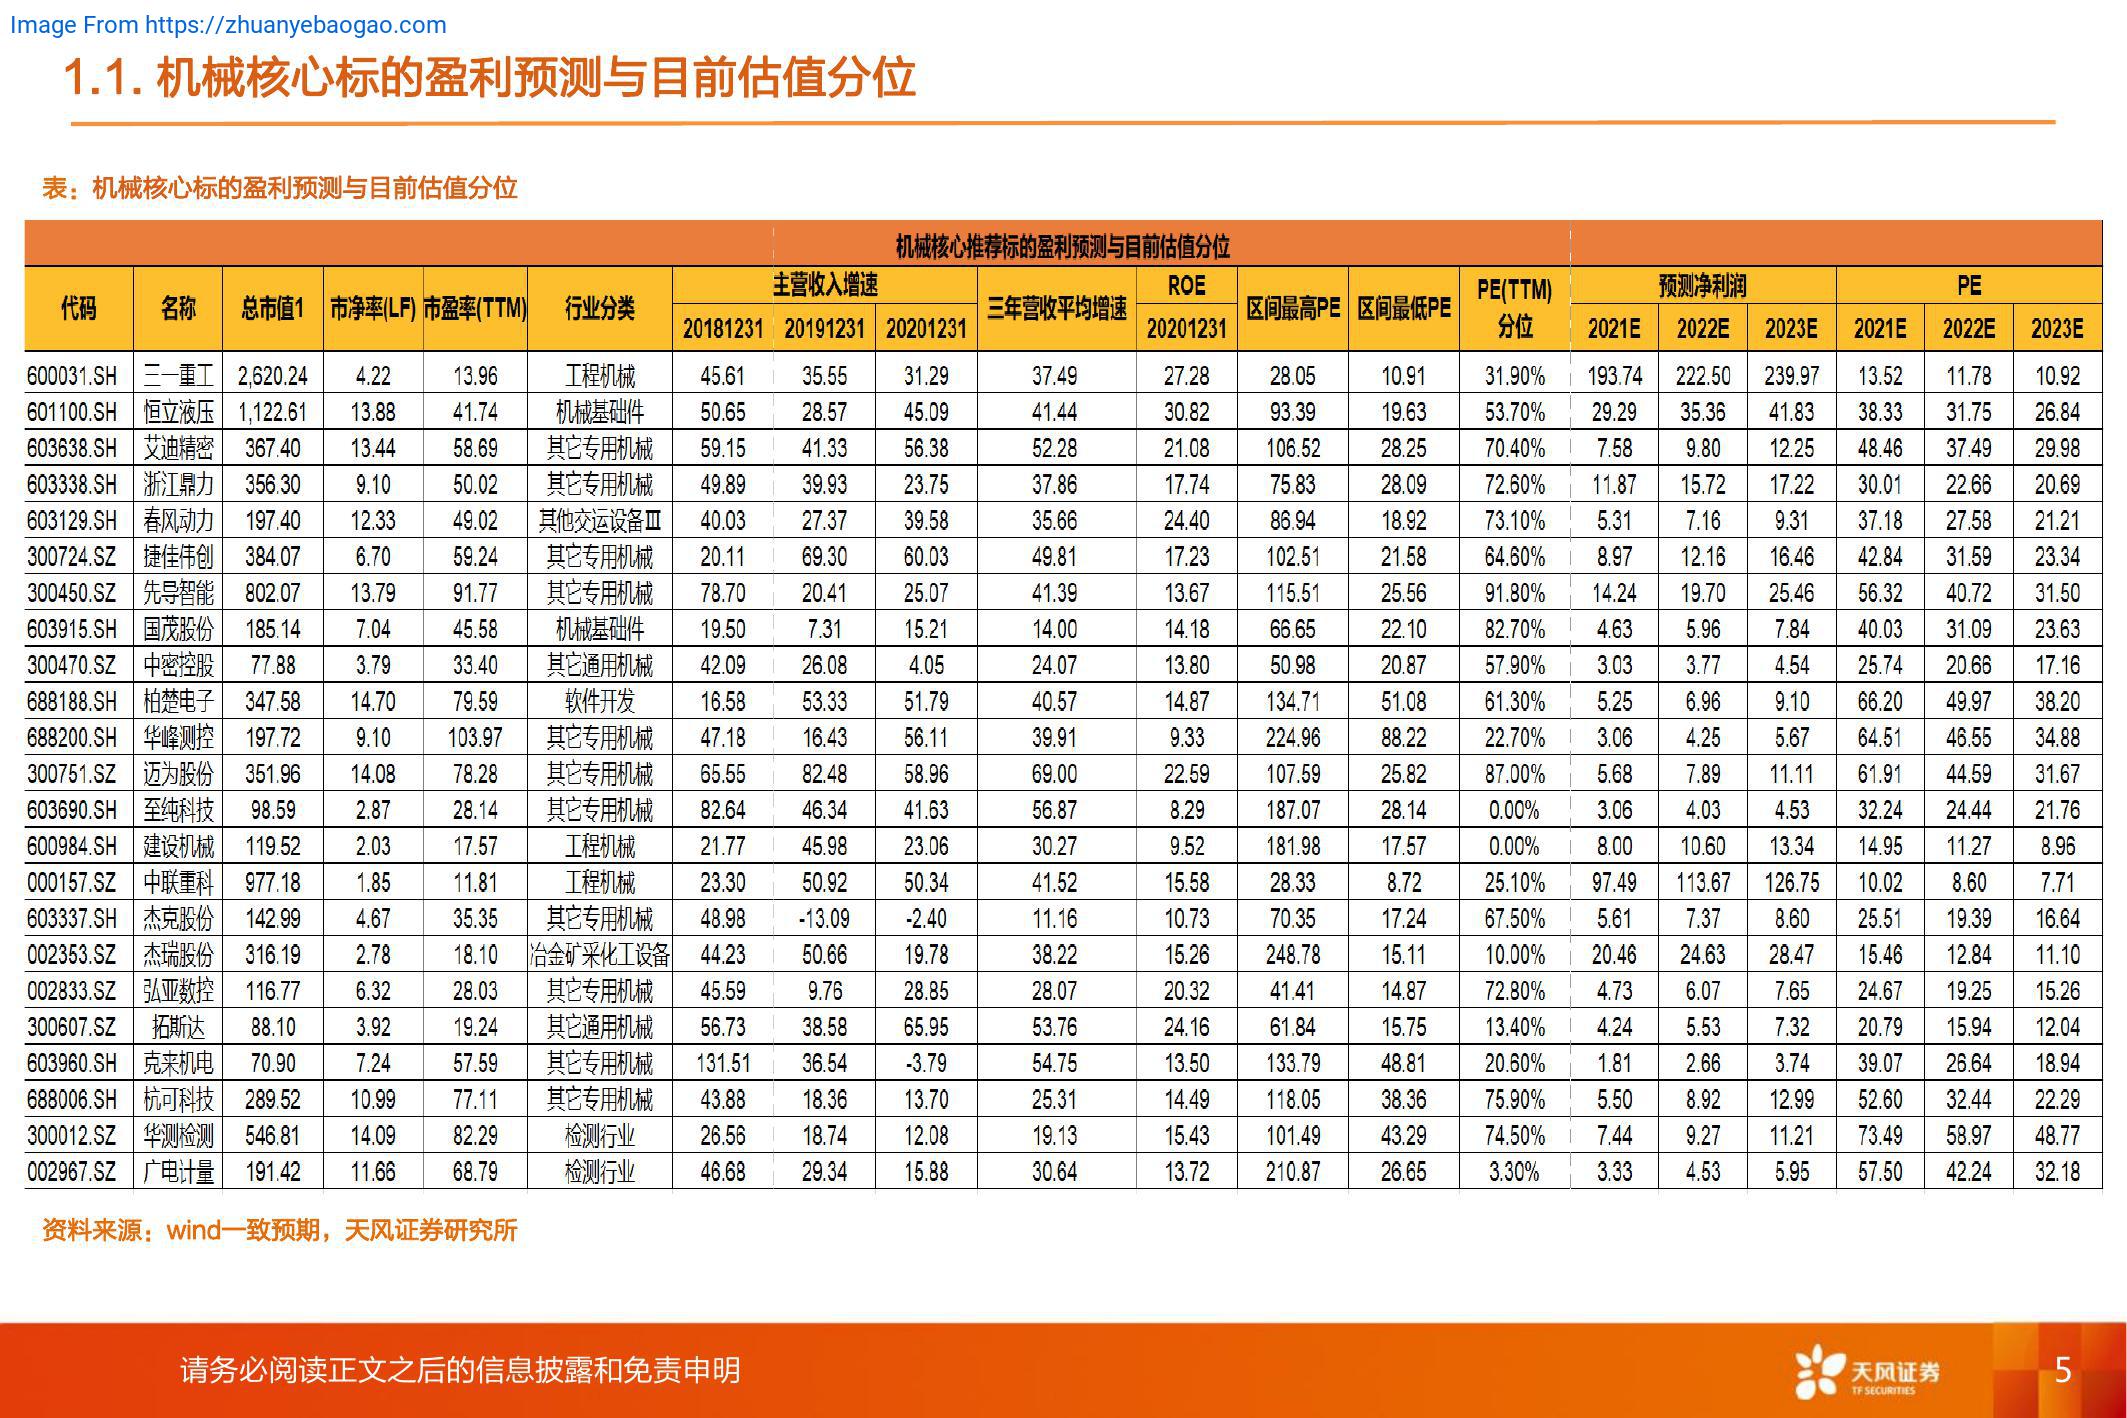 Image From https://zhuanyebaogao.com
1.1. 机械核心标的盈利预测与目前估值分位
表：机械核心标的盈利预测与目前估值分位
机械核心推荐标的盈利预测与目前估值分位
代码 名称 总市值1 市净率(LF) 市盈率(TTM) 行业分类 主营收入增速 三年营收平均增速 ROE 区间最高PE 区间最低PE PE(TTM)分位 预测净利润 PE
20181231 20191231 20201231 20201231 2021E 2022E 2023E 2021E 2022E 2023E
600031.SH 三一重工 2,620.24 4.22 13.96 工程机械 45.61 35.55 31.29 37.49 27.28 28.05 10.91 31.90% 193.74 222.50 239.97 13.52 11.78 10.92
601100.SH 恒立液压 1,122.61 13.88 41.74 机械基础件 50.65 28.57 45.09 41.44 30.82 93.39 19.63 53.70% 29.29 35.36 41.83 38.33 31.75 26.84
603638.SH 艾迪精密 367.40 13.44 58.69 其它专用机械 59.15 41.33 56.38 52.28 21.08 106.52 28.25 70.40% 7.58 9.80 12.25 48.46 37.49 29.98
603338.SH 浙江鼎力 356.30 9.10 50.02 其它专用机械 49.89 39.93 23.75 37.86 17.74 75.83 28.09 72.60% 11.87 15.72 17.22 30.01 22.66 20.69
603129.SH 春风动力 197.40 12.33 49.02 其他交运设备Ⅲ 40.03 27.37 39.58 35.66 24.40 86.94 18.92 73.10% 5.31 7.16 9.31 37.18 27.58 21.21
300724.SZ 捷佳伟创 384.07 6.70 59.24 其它专用机械 20.11 69.30 60.03 49.81 17.23 102.51 21.58 64.60% 8.97 12.16 16.46 42.84 31.59 23.34
300450.SZ 先导智能 802.07 13.79 91.77 其它专用机械 78.70 20.41 25.07 41.39 13.67 115.51 25.56 91.80% 14.24 19.70 25.46 56.32 40.72 31.50
603915.SH 国茂股份 185.14 7.04 45.58 机械基础件 19.50 7.31 15.21 14.00 14.18 66.65 22.10 82.70% 4.63 5.96 7.84 40.03 31.09 23.63
300470.SZ 中密控股 77.88 3.79 33.40 其它通用机械 42.09 26.08 4.05 24.07 13.80 50.98 20.87 57.90% 3.03 3.77 4.54 25.74 20.66 17.16
688188.SH 柏楚电子 347.58 14.70 79.59 软件开发 16.58 53.33 51.79 40.57 14.87 134.71 51.08 61.30% 5.25 6.96 9.10 66.20 49.97 38.20
688200.SH 华峰测控 197.72 9.10 103.97 其它专用机械 47.18 16.43 56.11 39.91 9.33 224.96 88.22 22.70% 3.06 4.25 5.67 64.51 46.55 34.88
300751.SZ 迈为股份 351.96 14.08 78.28 其它专用机械 65.55 82.48 58.96 69.00 22.59 107.59 25.82 87.00% 5.68 7.89 11.11 61.91 44.59 31.67
603690.SH 至纯科技 98.59 2.87 28.14 其它专用机械 82.64 46.34 41.63 56.87 8.29 187.07 28.14 0.00% 3.06 4.03 4.53 32.24 24.44 21.76
600984.SH 建设机械 119.52 2.03 17.57 工程机械 21.77 45.98 23.06 30.27 9.52 181.98 17.57 0.00% 8.00 10.60 13.34 14.95 11.27 8.96
000157.SZ 中联重科 977.18 1.85 11.81 工程机械 23.30 50.92 50.34 41.52 15.58 28.33 8.72 25.10% 97.49 113.67 126.75 10.02 8.60 7.71
603337.SH 杰克股份 142.99 4.67 35.35 其它专用机械 48.98 -13.09 -2.40 11.16 10.73 70.35 17.24 67.50% 5.61 7.37 8.60 25.51 19.39 16.64
002353.SZ 杰瑞股份 316.19 2.78 18.10 冶金矿采化工设备 44.23 50.66 19.78 38.22 15.26 248.78 15.11 10.00% 20.46 24.63 28.47 15.46 12.84 11.10
002833.SZ 弘亚数控 116.77 6.32 28.03 其它专用机械 45.59 9.76 28.85 28.07 20.32 41.41 14.87 72.80% 4.73 6.07 7.65 24.67 19.25 15.26
300607.SZ 拓斯达 88.10 3.92 19.24 其它通用机械 56.73 38.58 65.95 53.76 24.16 61.84 15.75 13.40% 4.24 5.53 7.32 20.79 15.94 12.04
603960.SH 克来机电 70.90 7.24 57.59 其它专用机械 131.51 36.54 -3.79 54.75 13.50 133.79 48.81 20.60% 1.81 2.66 3.74 39.07 26.64 18.94
688006.SH 杭可科技 289.52 10.99 77.11 其它专用机械 43.88 18.36 13.70 25.31 14.49 118.05 38.36 75.90% 5.50 8.92 12.99 52.60 32.44 22.29
300012.SZ 华测检测 546.81 14.09 82.29 检测行业 26.56 18.74 12.08 19.13 15.43 101.49 43.29 74.50% 7.44 9.27 11.21 73.49 58.97 48.77
002967.SZ 广电计量 191.42 11.66 68.79 检测行业 46.68 29.34 15.88 30.64 13.72 210.87 26.65 3.30% 3.33 4.53 5.95 57.50 42.24 32.18
资料来源：wind一致预期，天风证券研究所
请务必阅读正文之后的信息披露和免责申明
天风证券
TF SECURITIES
5